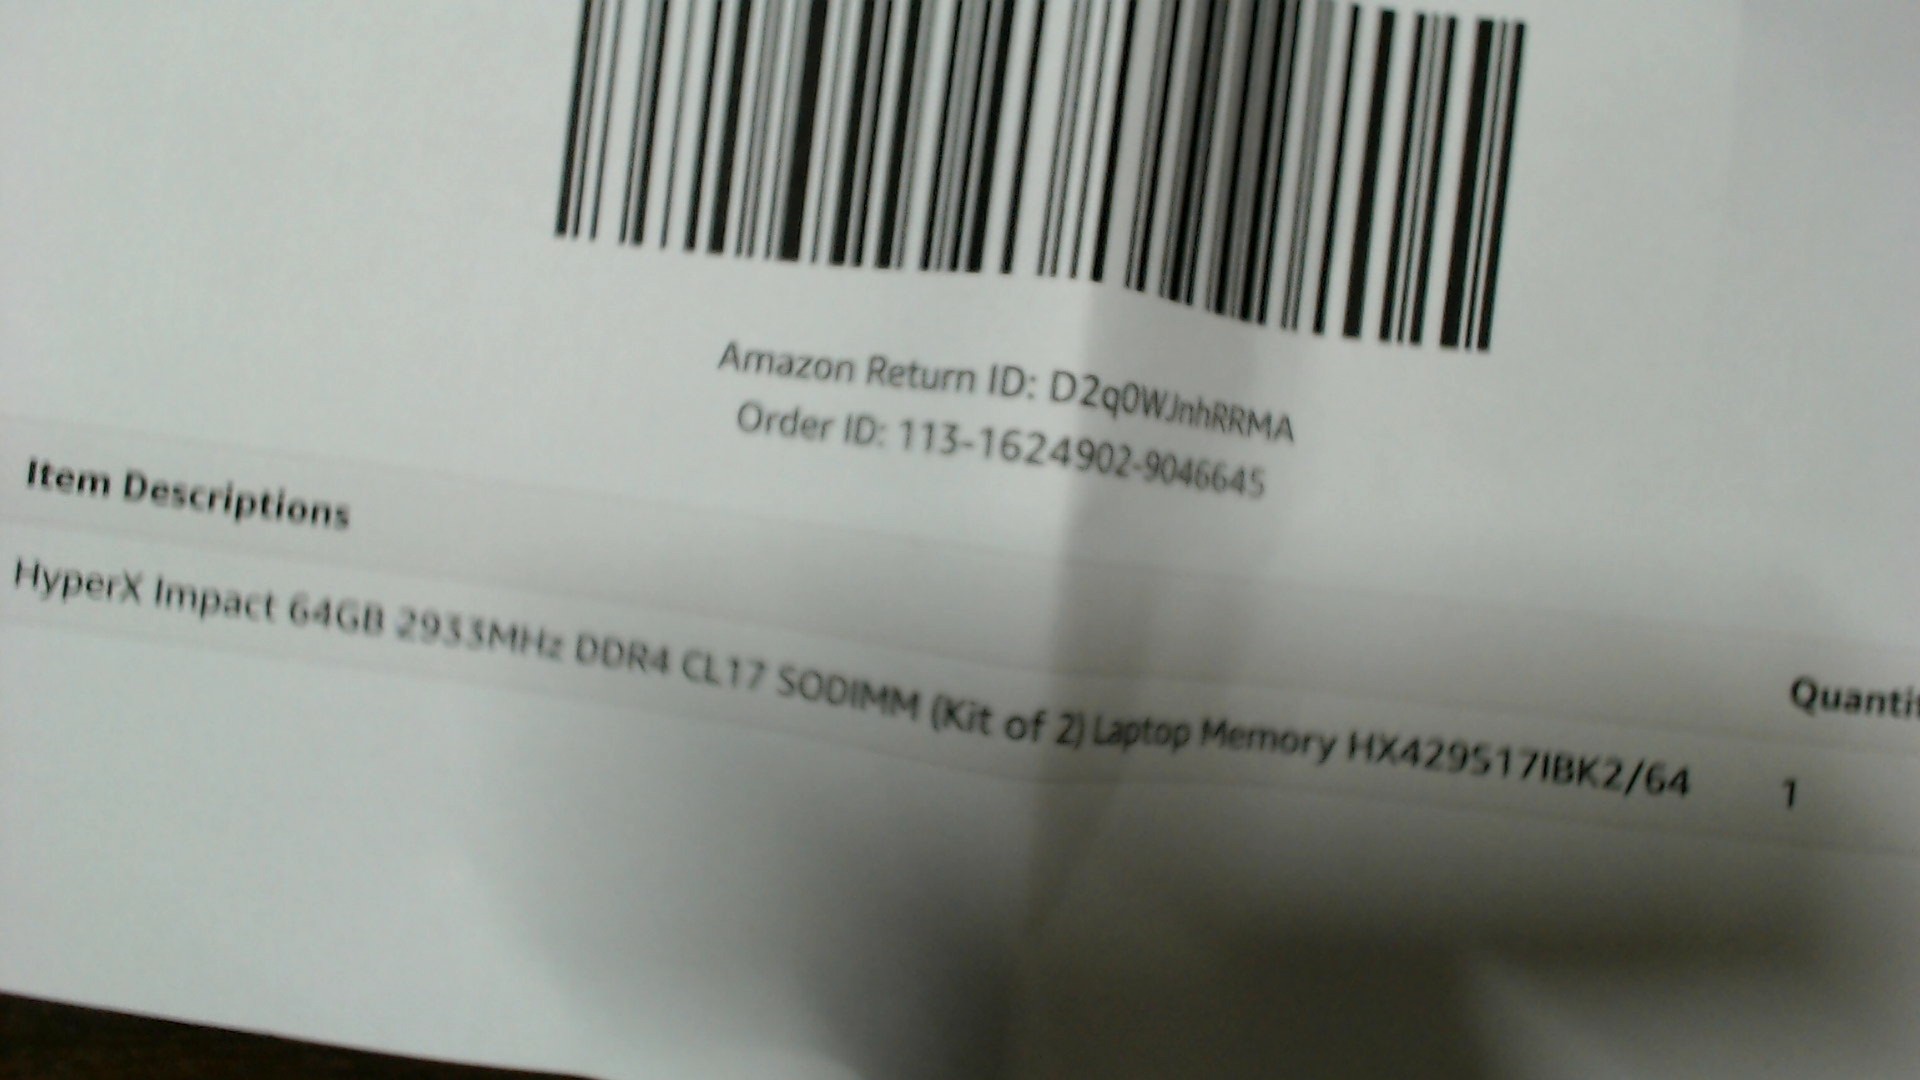 Amazon Return ID: D2q0WJnhRRMA
Order ID: 113-1624902-9046645
Item Descriptions
Quantit
HyperX Impact 64GB 2933MHz DDR4 CL17 SODIMM (Kit of 2) Laptop Memory HX429S17IBK2/64 1